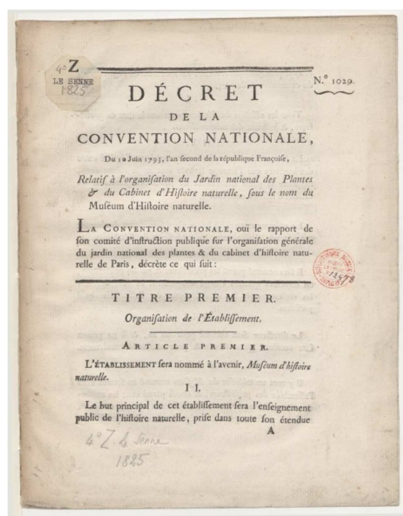 4° Z
LE SENNE
1825
N.° 1029.
DÉCRET
DE LA
CONVENTION NATIONALE,
Du 10 Juin 1793, l'an second de la république Françoise,
Relatif à l'organisation du Jardin national des Plantes
& du Cabinet d'Histoire naturelle, sous le nom du
Museum d'Histoire naturelle.
LA CONVENTION NATIONALE, oui le rapport de
son comité d'instruction publique sur l'organisation générale
du jardin national des plantes & du cabinet d'histoire natu-
relle de Paris, décrète ce qui suit:
TITRE PREMIER.
Organisation de l'Établissement.
ARTICLE PREMIER.
L'ÉTABLISSEMENT sera nommé à l'avenir, Muséum d'histoire
naturelle.
II.
Le but principal de cet établissement sera l'enseignement
public de l'histoire naturelle, prise dans toute son étendue
A
4° Z Le Senne
1825